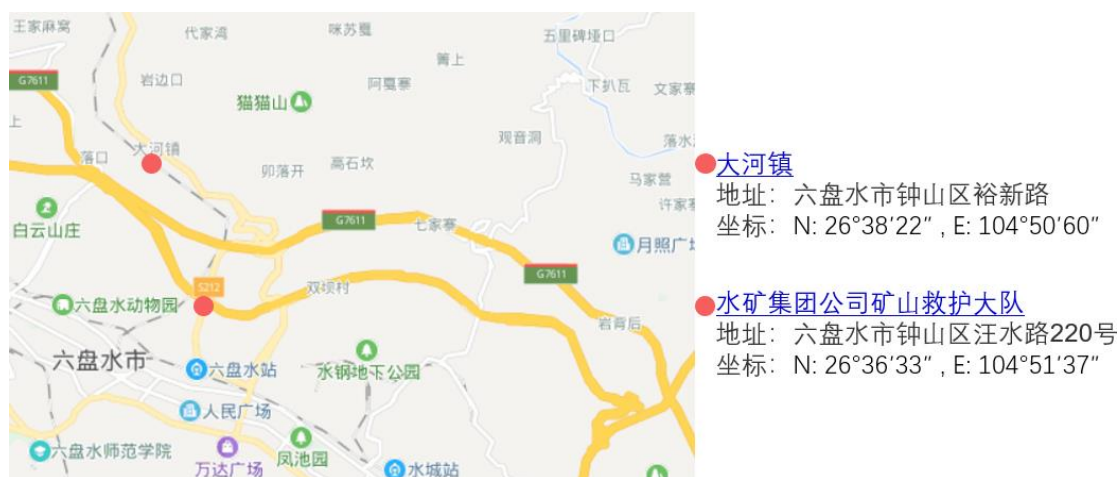 王家麻窝
代家湾
咪苏戛
五里碑垭口
箐上
G7611
岩边口
阿戛寨
下扒瓦
文家寨
猫猫山
上
观音洞
落口
大河镇
卯落开
高石坎
马家营
许家寨
白云山庄
G7611
七家寨
月照广
G7611
S212
双坝村
六盘水动物园
岩背后
六盘水市
六盘水站
水钢地下公园
人民广场
六盘水师范学院
万达广场
凤池园
水城站
大河镇
地址：六盘水市钟山区裕新路
坐标：N: 26°38′22″ , E: 104°50′60″
水矿集团公司矿山救护大队
地址：六盘水市钟山区汪水路220号
坐标：N: 26°36′33″ , E: 104°51′37″